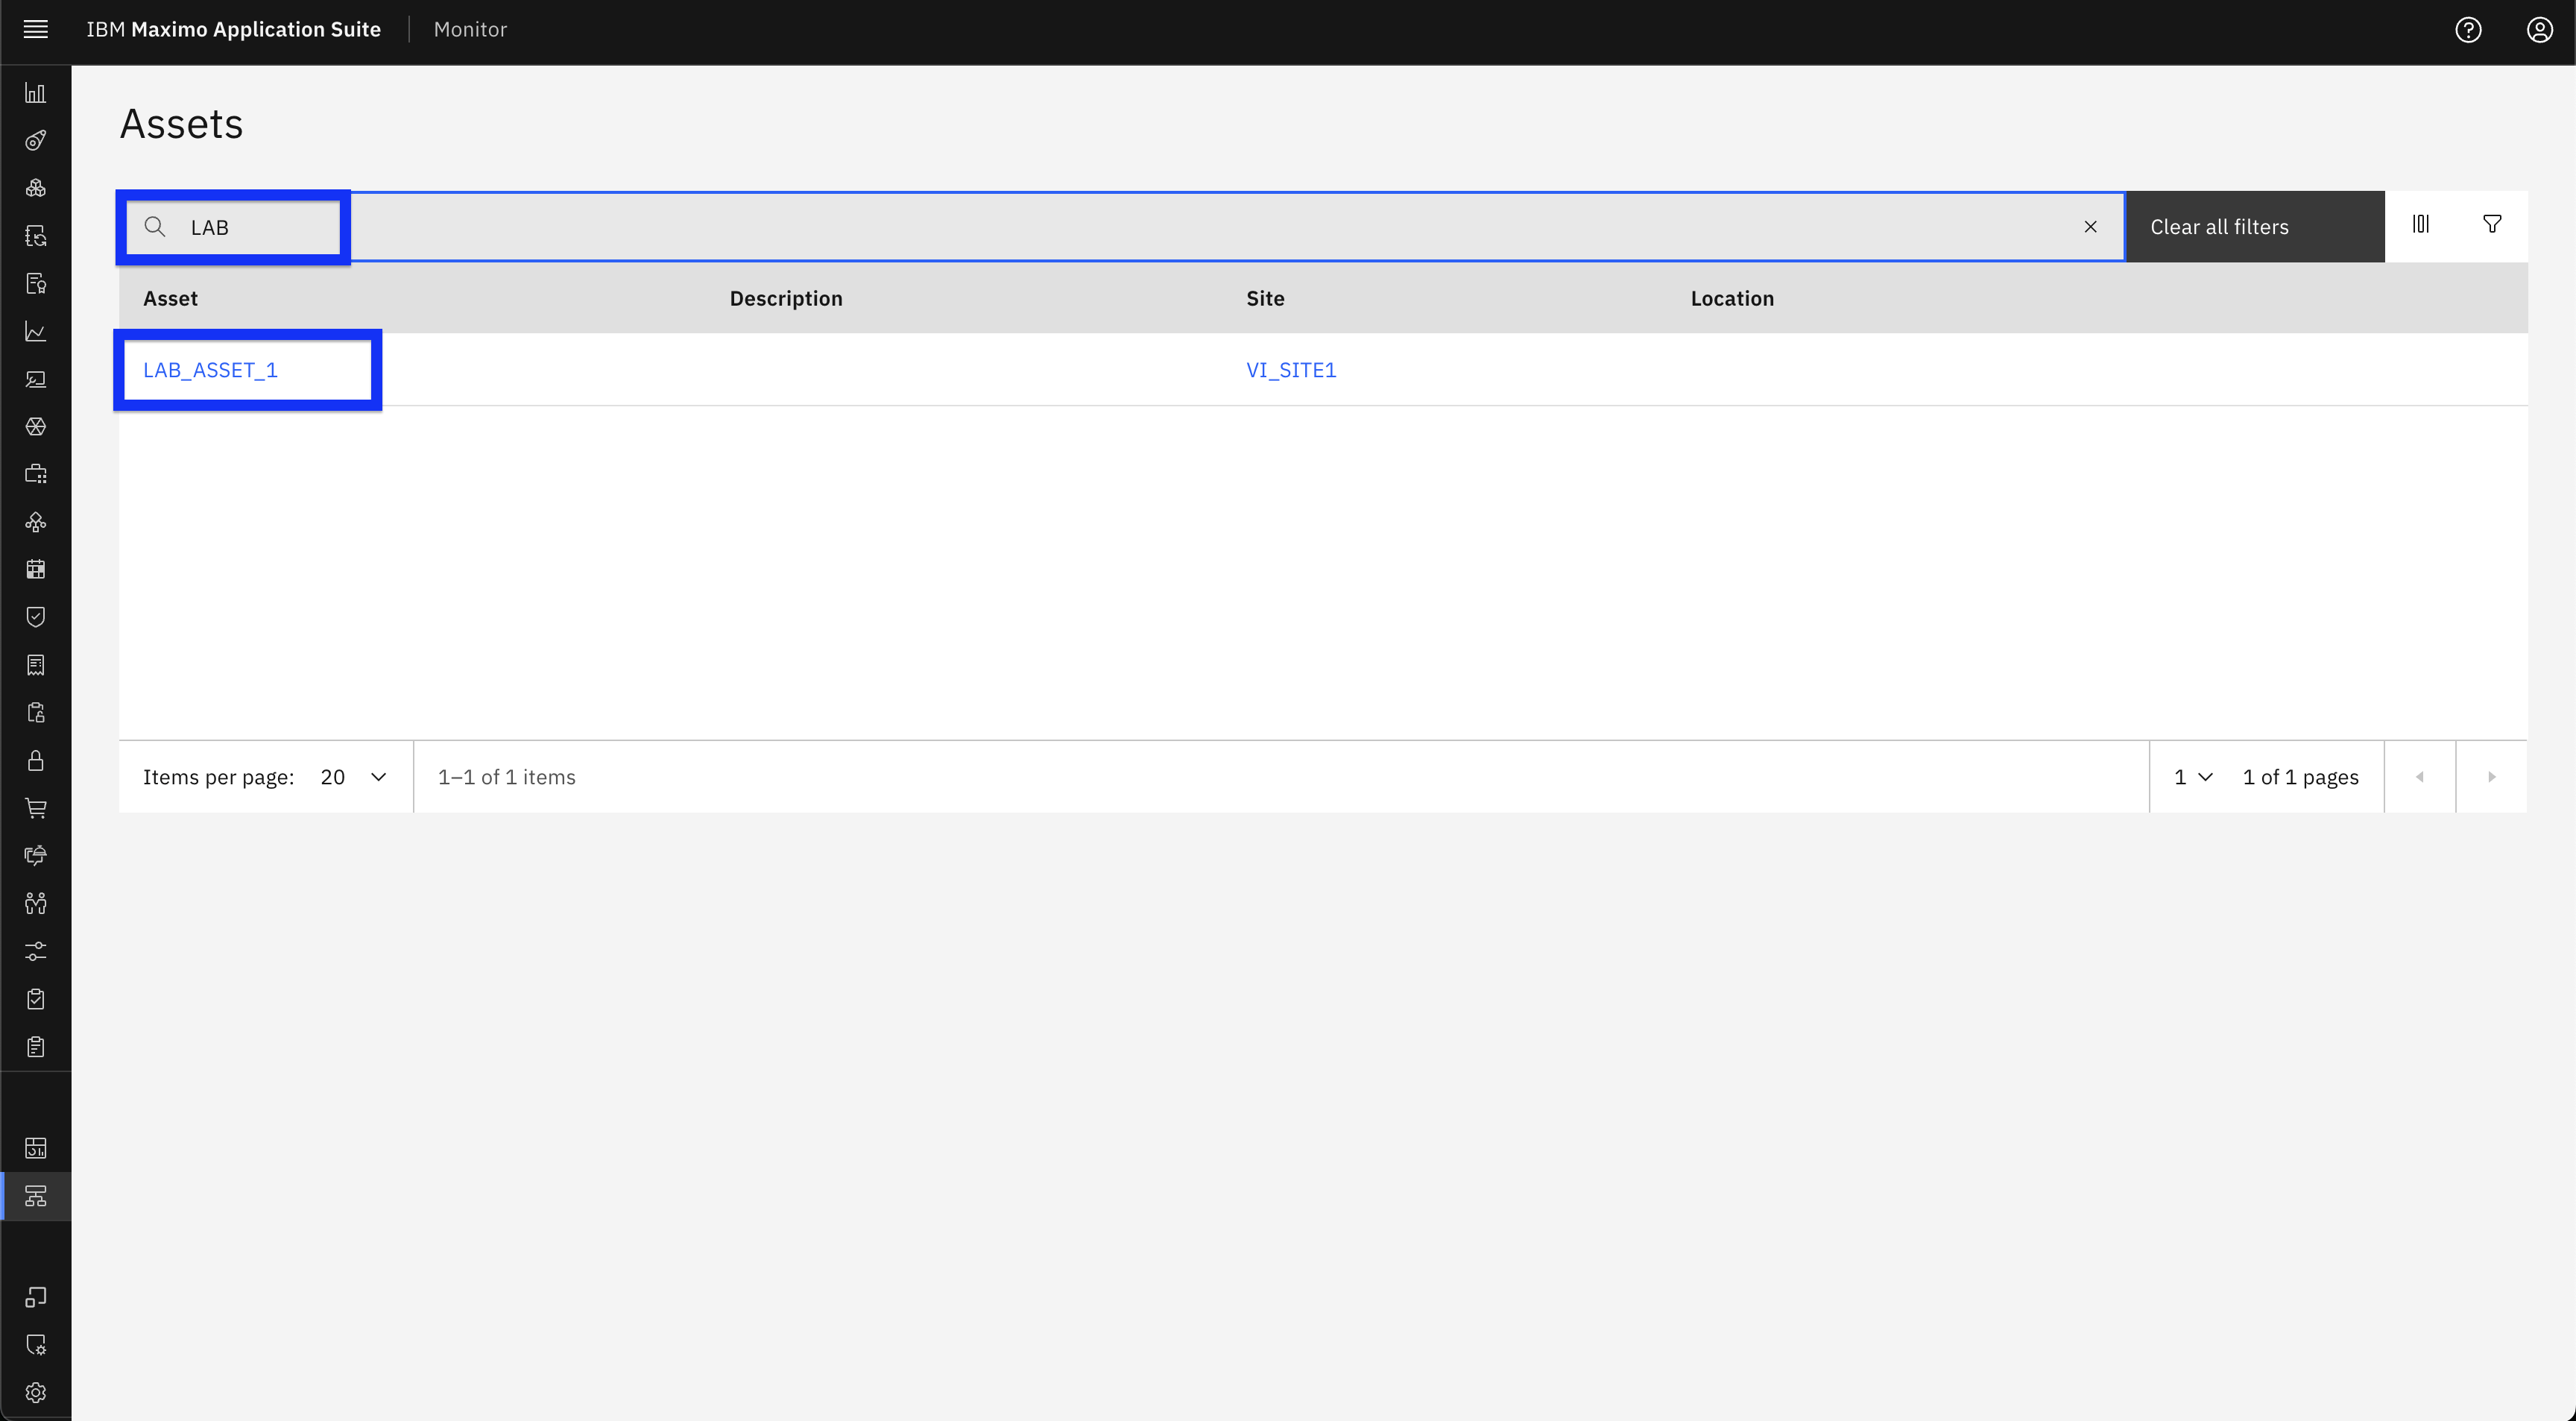 IBM Maximo Application Suite Monitor
Assets
LAB Clear all filters
Asset Description Site Location
LAB_ASSET_1 VI_SITE1
Items per page: 20 1–1 of 1 items 1 1 of 1 pages